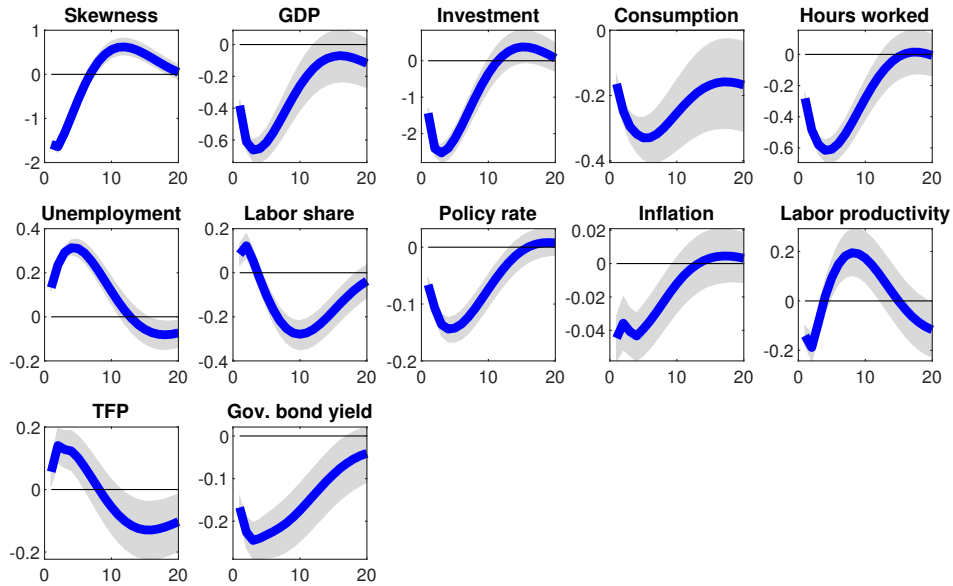 Skewness GDP Investment Consumption Hours worked
1 0 -1 -2 0 10 20
0 -0.2 -0.4 -0.6 0 10 20
0 -2 0 10 20
0 -0.2 -0.4 0 10 20
0 -0.2 -0.4 -0.6 0 10 20
Unemployment Labor share Policy rate Inflation Labor productivity
0.4 0.2 0 -0.2 0 10 20
0.2 0 -0.2 -0.4 0 10 20
0 -0.1 -0.2 0 10 20
0.02 0 -0.02 -0.04 0 10 20
0.2 0 -0.2 0 10 20
TFP Gov. bond yield
0.2 0 -0.2 0 10 20
0 -0.1 -0.2 0 10 20